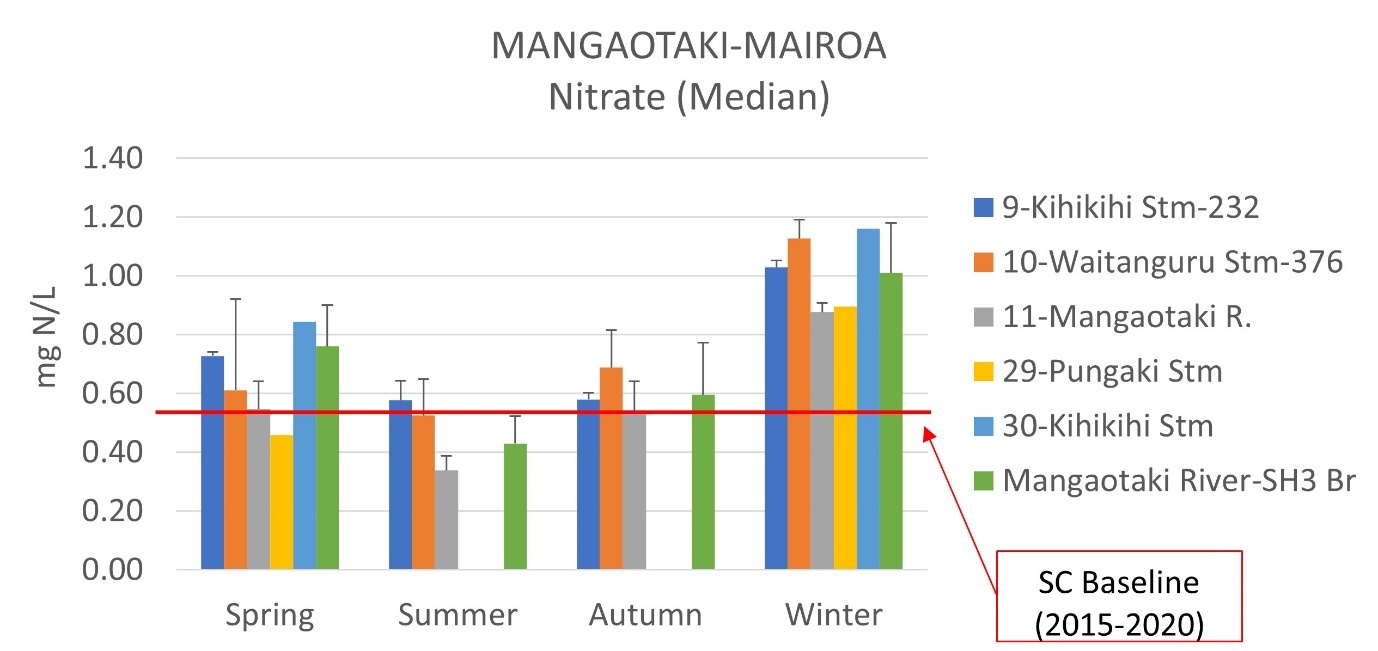 MANGAOTAKI-MAIROA
Nitrate (Median)
mg N/L
1.40
1.20
1.00
0.80
0.60
0.40
0.20
0.00
Spring
Summer
Autumn
Winter
9-Kihikihi Stm-232
10-Waitanguru Stm-376
11-Mangaotaki R.
29-Pungaki Stm
30-Kihikihi Stm
Mangaotaki River-SH3 Br
SC Baseline
(2015-2020)